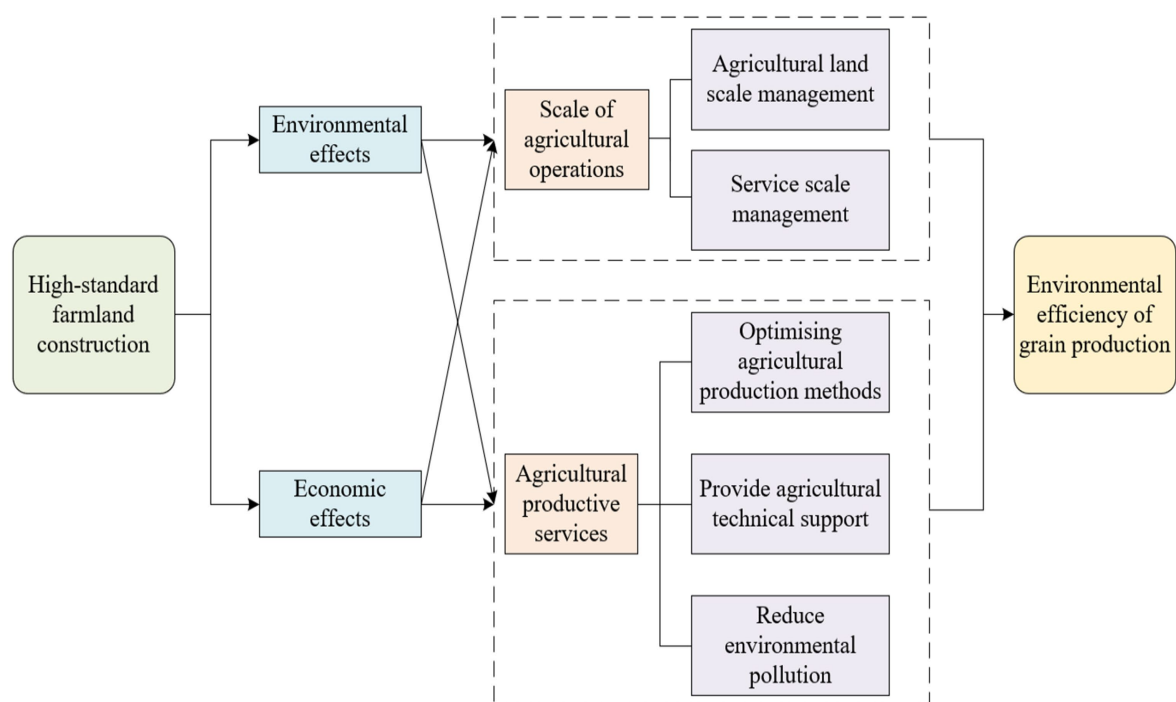 High-standard
farmland
construction
Environmental
effects
Economic
effects
Scale of
agricultural
operations
Agricultural land
scale management
Service scale
management
Agricultural
productive
services
Optimising
agricultural
production methods
Provide agricultural
technical support
Reduce
environmental
pollution
Environmental
efficiency of
grain production